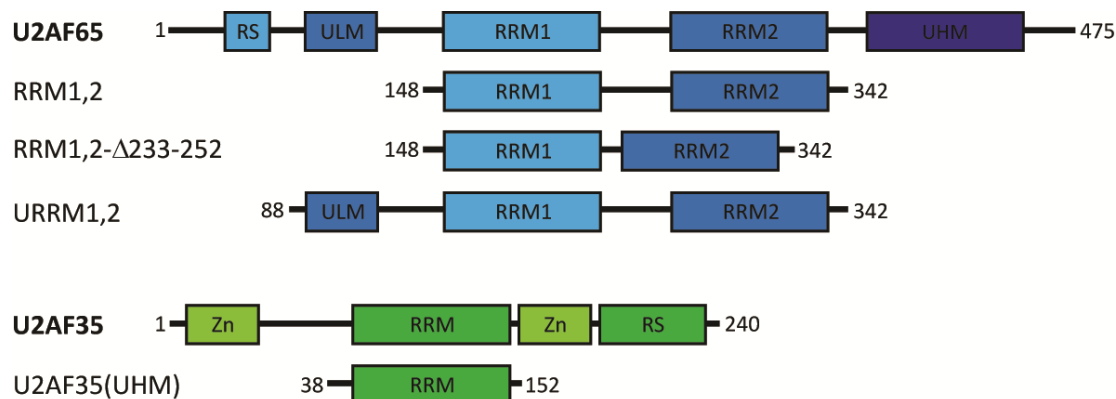 U2AF65 1 RS ULM RRM1 RRM2 UHM 475
RRM1,2 148 RRM1 RRM2 342
RRM1,2-Δ233-252 148 RRM1 RRM2 342
URRM1,2 88 ULM RRM1 RRM2 342
U2AF35 1 Zn RRM Zn RS 240
U2AF35(UHM) 38 RRM 152